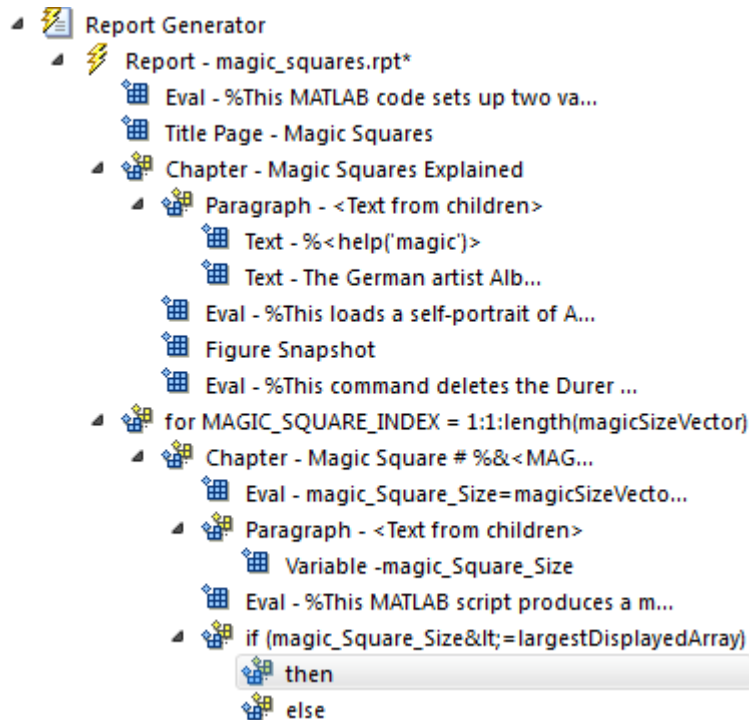 Report Generator
Report - magic_squares.rpt*
Eval - %This MATLAB code sets up two va...
Title Page - Magic Squares
Chapter - Magic Squares Explained
Paragraph - <Text from children>
Text - %<help('magic')>
Text - The German artist Alb...
Eval - %This loads a self-portrait of A...
Figure Snapshot
Eval - %This command deletes the Durer ...
for MAGIC_SQUARE_INDEX = 1:1:length(magicSizeVector)
Chapter - Magic Square # %&<MAG...
Eval - magic_Square_Size=magicSizeVecto...
Paragraph - <Text from children>
Variable -magic_Square_Size
Eval - %This MATLAB script produces a m...
if (magic_Square_Size&lt;=largestDisplayedArray)
then
else